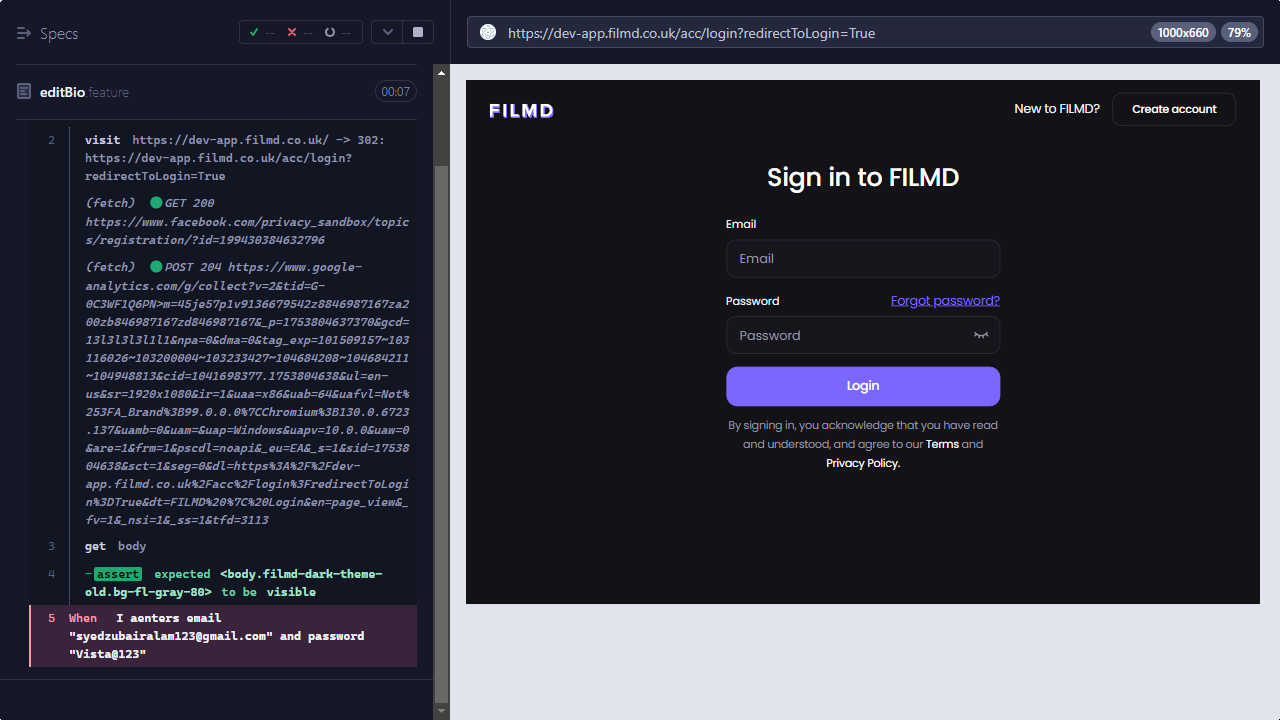 Specs
-- -- --
editBio feature
00:07
2 visit https://dev-app.filmd.co.uk/ -> 302:
https://dev-app.filmd.co.uk/acc/login?
redirectToLogin=True
(fetch) GET 200
https://www.facebook.com/privacy_sandbox/topic
s/registration/?id=199430384632796
(fetch) POST 204 https://www.google-
analytics.com/g/collect?v=2&tid=G-
0C3WF1Q6PN>m=45je57p1v9136679542z8846987167za2
00zb846987167zd846987167&_p=1753804637370&gcd=
13l3l3l3l1l1&npa=0&dma=0&tag_exp=101509157~103
116026~103200004~103233427~104684208~104684211
~104948813&cid=1041698377.1753804638&ul=en-
us&sr=1920x1080&ir=1&uaa=x86&uab=64&uafvl=Not%
253FA_Brand%3B99.0.0.0%7CChromium%3B130.0.6723
.137&uamb=0&uam=&uap=Windows&uapv=10.0.0&uaw=0
&are=1&frm=1&pscdl=noapi&_eu=EA&_s=1&sid=17538
04638&sct=1&seg=0&dl=https%3A%2F%2Fdev-
app.filmd.co.uk%2Facc%2Flogin%3FredirectToLogi
n%3DTrue&dt=FILMD%20%7C%20Login&en=page_view&_
fv=1&_nsi=1&_ss=1&tfd=3113
3 get body
4 -assert expected <body.filmd-dark-theme-
old.bg-fl-gray-80> to be visible
5 When I aenters email
"syedzubairalam123@gmail.com" and password
"Vista@123"
https://dev-app.filmd.co.uk/acc/login?redirectToLogin=True
1000x660 79%
FILMD
New to FILMD? Create account
Sign in to FILMD
Email
Email
Password Forgot password?
Password
Login
By signing in, you acknowledge that you have read
and understood, and agree to our Terms and
Privacy Policy.